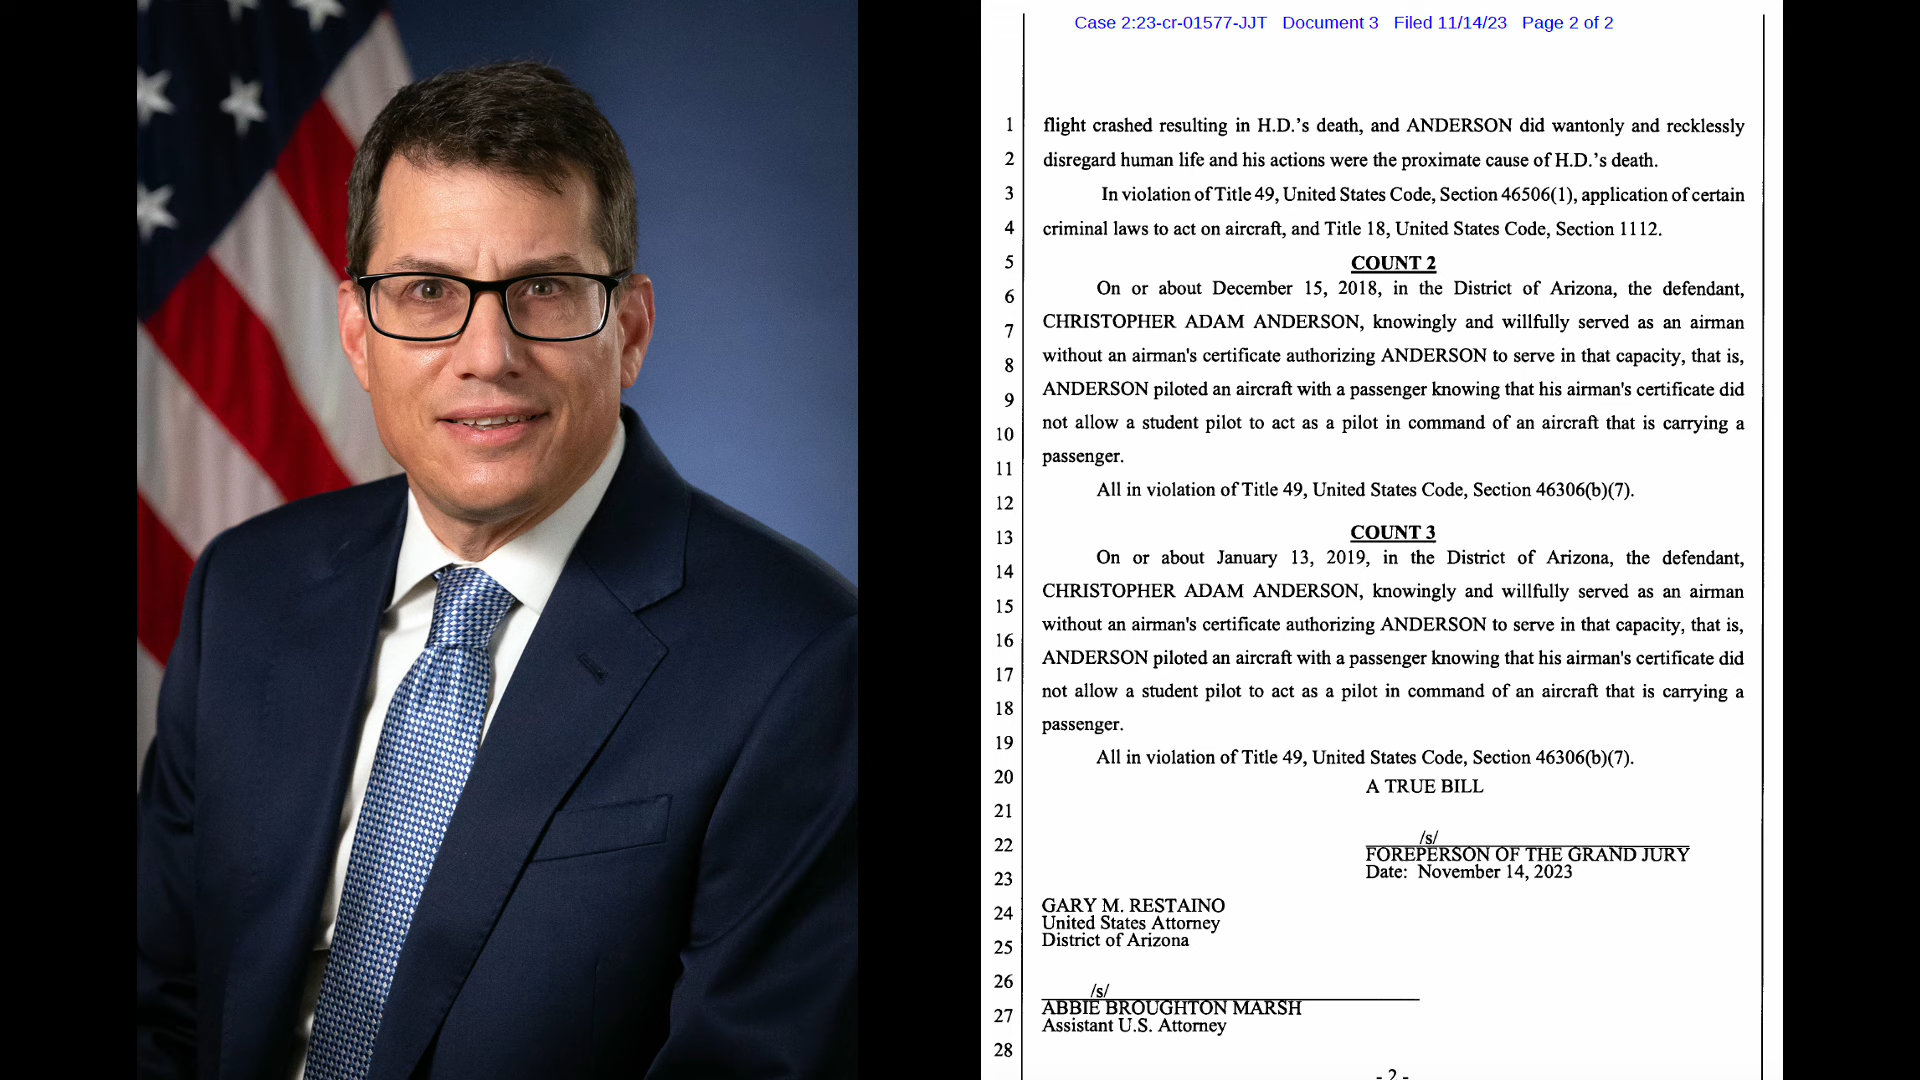 Case 2:23-cr-01577-JJT Document 3 Filed 11/14/23 Page 2 of 2
1 flight crashed resulting in H.D.'s death, and ANDERSON did wantonly and recklessly
2 disregard human life and his actions were the proximate cause of H.D.'s death.
3 In violation of Title 49, United States Code, Section 46506(1), application of certain
4 criminal laws to act on aircraft, and Title 18, United States Code, Section 1112.
5 COUNT 2
6 On or about December 15, 2018, in the District of Arizona, the defendant,
7 CHRISTOPHER ADAM ANDERSON, knowingly and willfully served as an airman
8 without an airman's certificate authorizing ANDERSON to serve in that capacity, that is,
9 ANDERSON piloted an aircraft with a passenger knowing that his airman's certificate did
10 not allow a student pilot to act as a pilot in command of an aircraft that is carrying a
11 passenger.
12 All in violation of Title 49, United States Code, Section 46306(b)(7).
13 COUNT 3
14 On or about January 13, 2019, in the District of Arizona, the defendant,
15 CHRISTOPHER ADAM ANDERSON, knowingly and willfully served as an airman
16 without an airman's certificate authorizing ANDERSON to serve in that capacity, that is,
17 ANDERSON piloted an aircraft with a passenger knowing that his airman's certificate did
18 not allow a student pilot to act as a pilot in command of an aircraft that is carrying a
19 passenger.
20 All in violation of Title 49, United States Code, Section 46306(b)(7).
21 A TRUE BILL
22 /s/
FOREPERSON OF THE GRAND JURY
23 Date: November 14, 2023
24 GARY M. RESTAINO
United States Attorney
25 District of Arizona
26 /s/
27 ABBIE BROUGHTON MARSH
Assistant U.S. Attorney
28
- 2 -